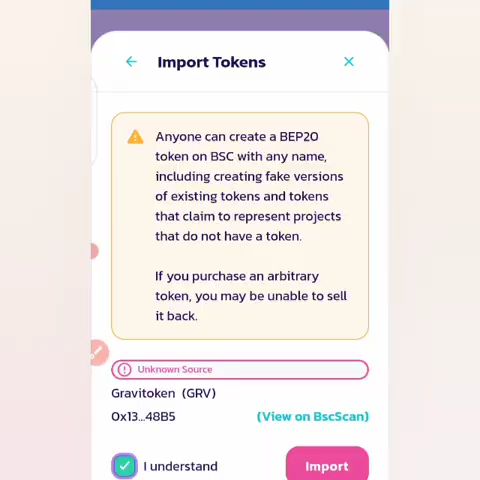 Import Tokens
Anyone can create a BEP20
token on BSC with any name,
including creating fake versions
of existing tokens and tokens
that claim to represent projects
that do not have a token.
If you purchase an arbitrary
token, you may be unable to sell
it back.
Unknown Source
Gravitoken (GRV)
0x13...48B5 (View on BscScan)
I understand Import